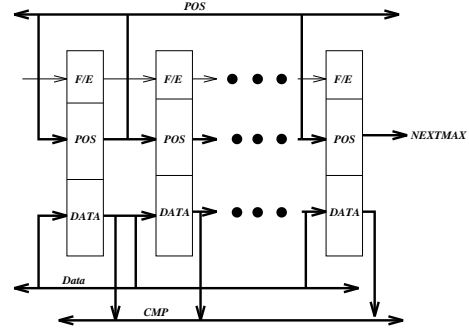 POS
F/E F/E F/E
POS POS POS NEXTMAX
DATA DATA DATA
Data
CMP